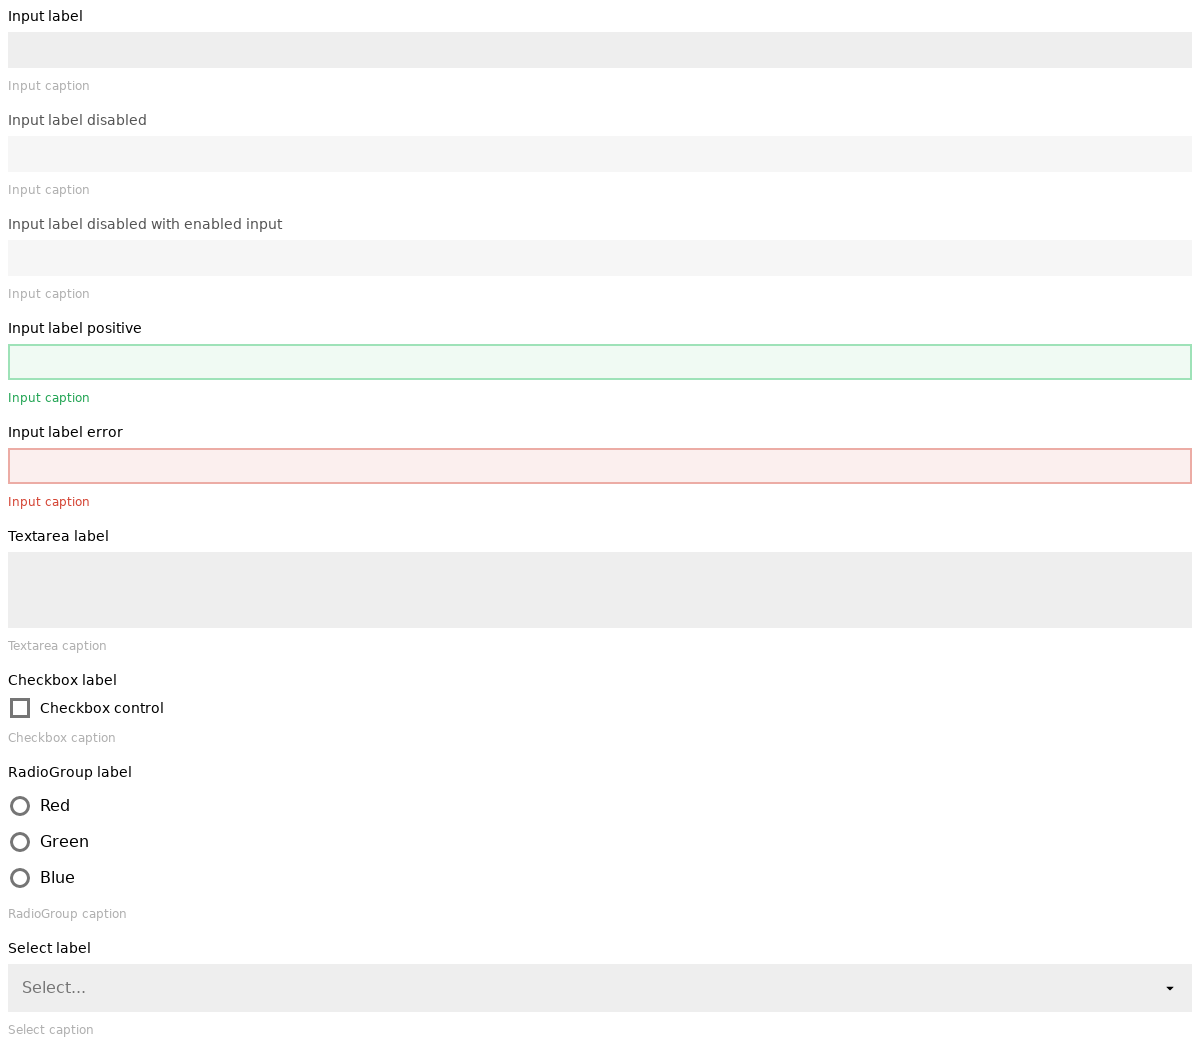 Input label
Input caption
Input label disabled
Input caption
Input label disabled with enabled input
Input caption
Input label positive
Input caption
Input label error
Input caption
Textarea label
Textarea caption
Checkbox label
Checkbox control
Checkbox caption
RadioGroup label
Red
Green
Blue
RadioGroup caption
Select label
Select...
Select caption